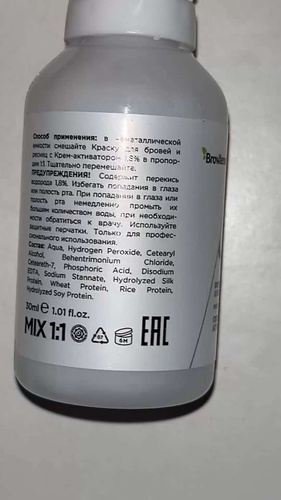 Способ применения: в неметаллической
емкости смешайте Краску для бровей и
ресниц с Крем-активатором 1,8% в пропор-
ции 1:1. Тщательно перемешайте.
ПРЕДУПРЕЖДЕНИЯ! Содержит перекись
водорода 1,8%. Избегать попадания в глаза
или полость рта. При попадании в глаза или
полость рта немедленно промыть их
большим количеством воды, при необходи-
мости обратиться к врачу. Используйте
защитные перчатки. Только для профес-
сионального использования.
Состав: Aqua, Hydrogen Peroxide, Cetearyl
Alcohol, Behentrimonium Chloride,
Ceteareth-7, Phosphoric Acid, Disodium
EDTA, Sodium Stannate, Hydrolyzed Silk
Protein, Wheat Protein, Rice Protein,
Hydrolyzed Soy Protein.
30ml e 1.01 fl.oz.
MIX 1:1
07
6M
EAC